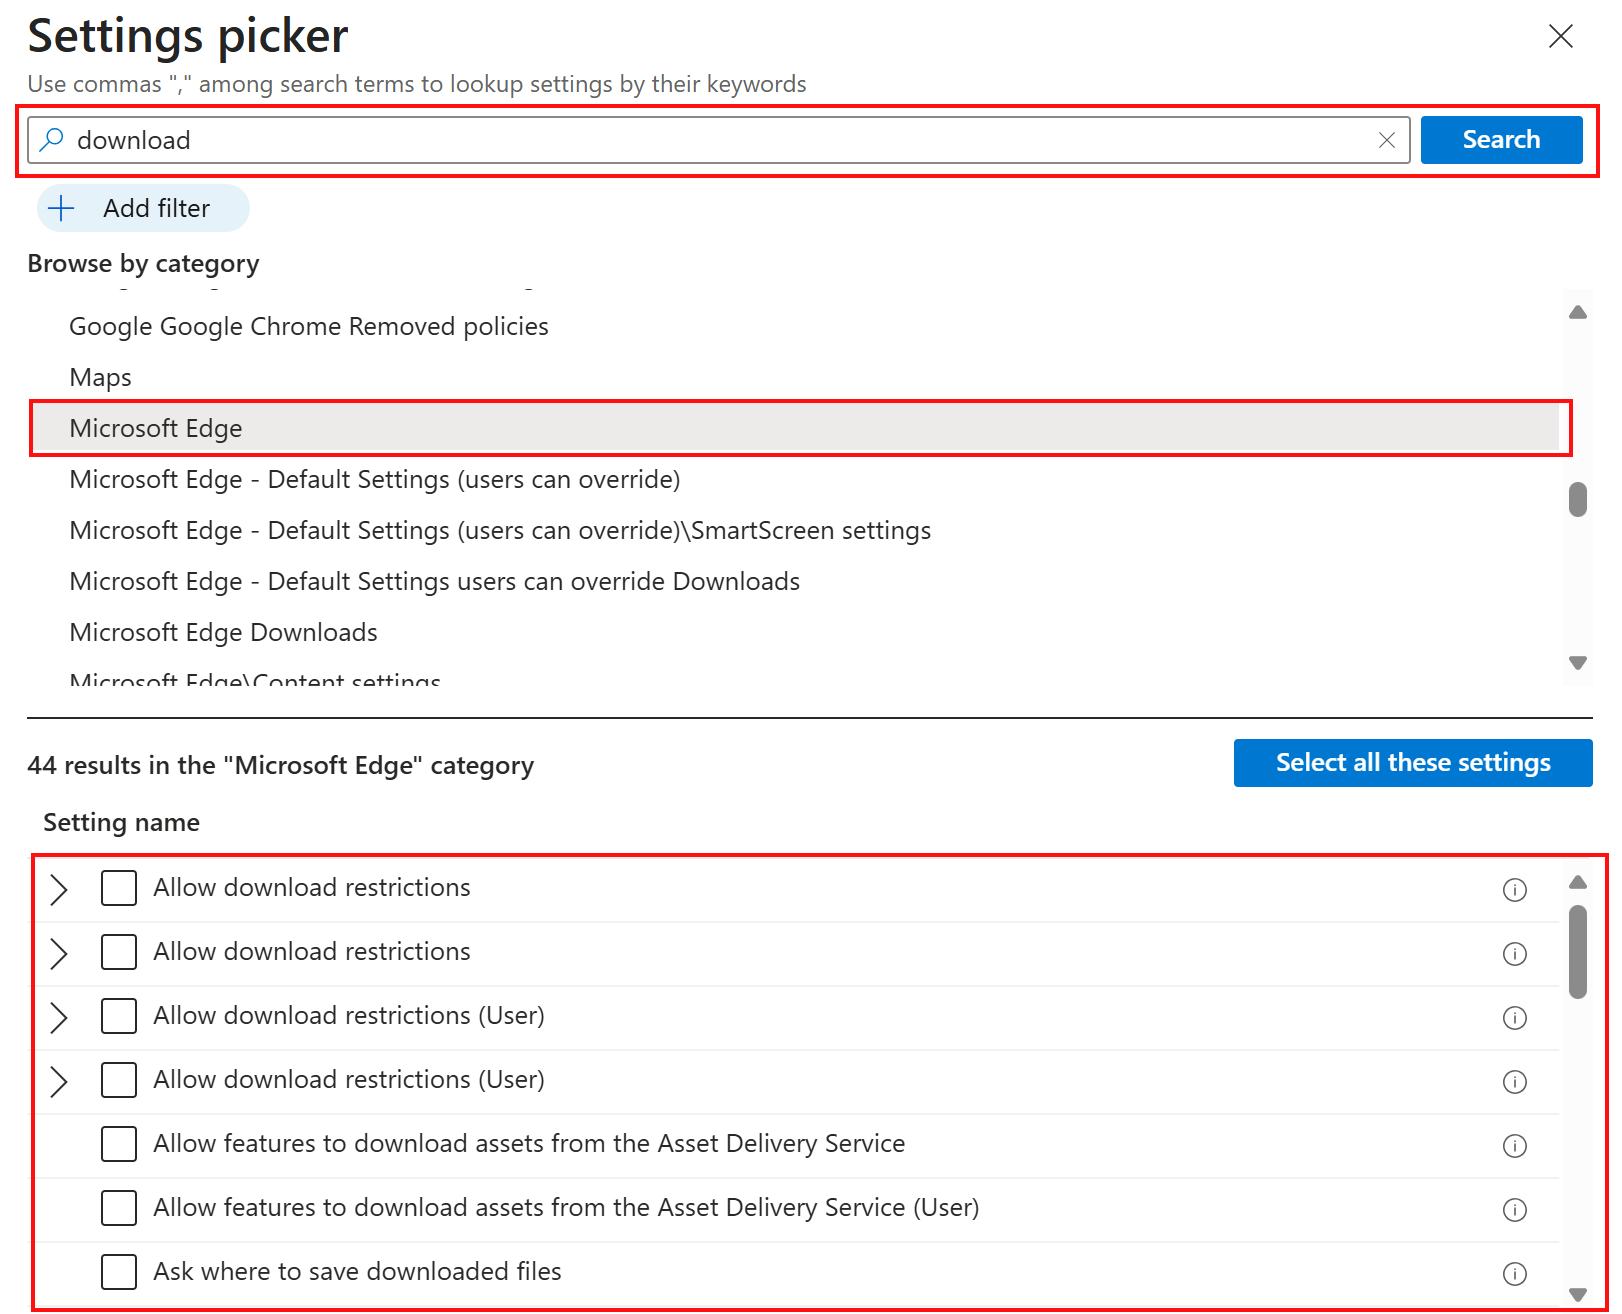 Settings picker
Use commas "," among search terms to lookup settings by their keywords
download
Search
Add filter
Browse by category
Google Google Chrome Removed policies
Maps
Microsoft Edge
Microsoft Edge - Default Settings (users can override)
Microsoft Edge - Default Settings (users can override)\SmartScreen settings
Microsoft Edge - Default Settings users can override Downloads
Microsoft Edge Downloads
Microsoft Edge\Content settings
44 results in the "Microsoft Edge" category
Select all these settings
Setting name
Allow download restrictions
Allow download restrictions
Allow download restrictions (User)
Allow download restrictions (User)
Allow features to download assets from the Asset Delivery Service
Allow features to download assets from the Asset Delivery Service (User)
Ask where to save downloaded files